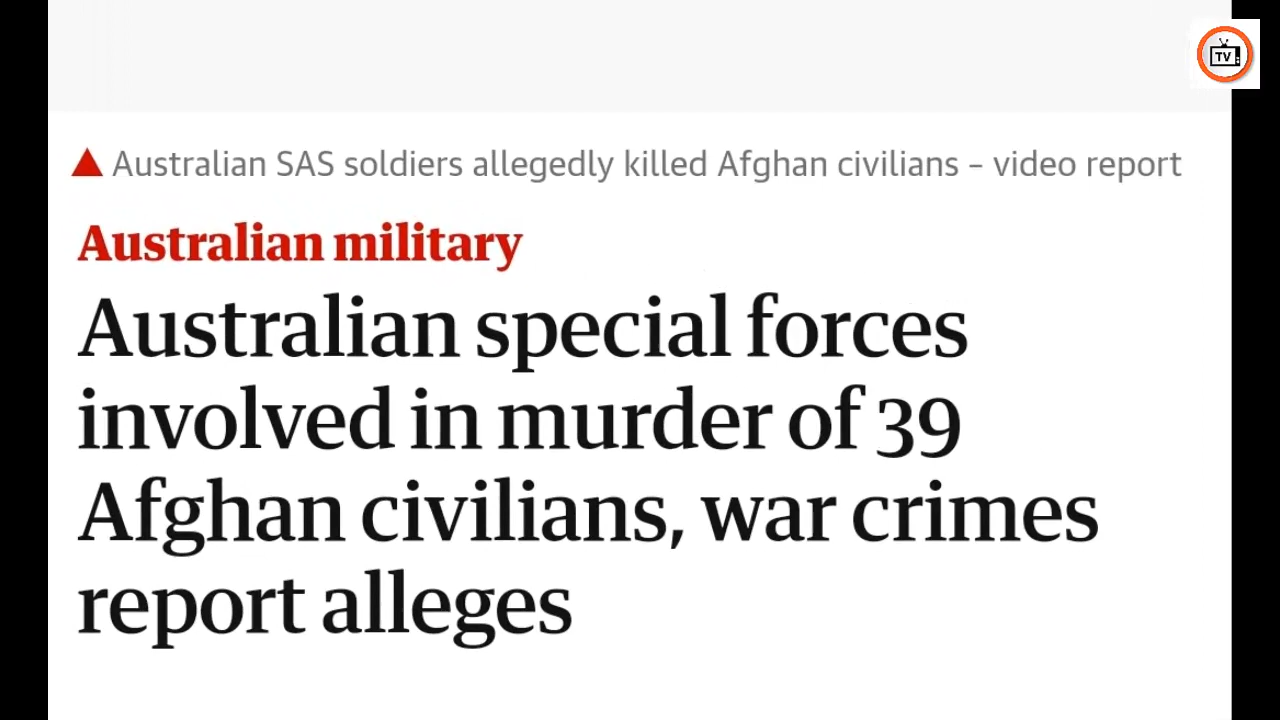 Australian SAS soldiers allegedly killed Afghan civilians – video report
Australian military
Australian special forces
involved in murder of 39
Afghan civilians, war crimes
report alleges
TV